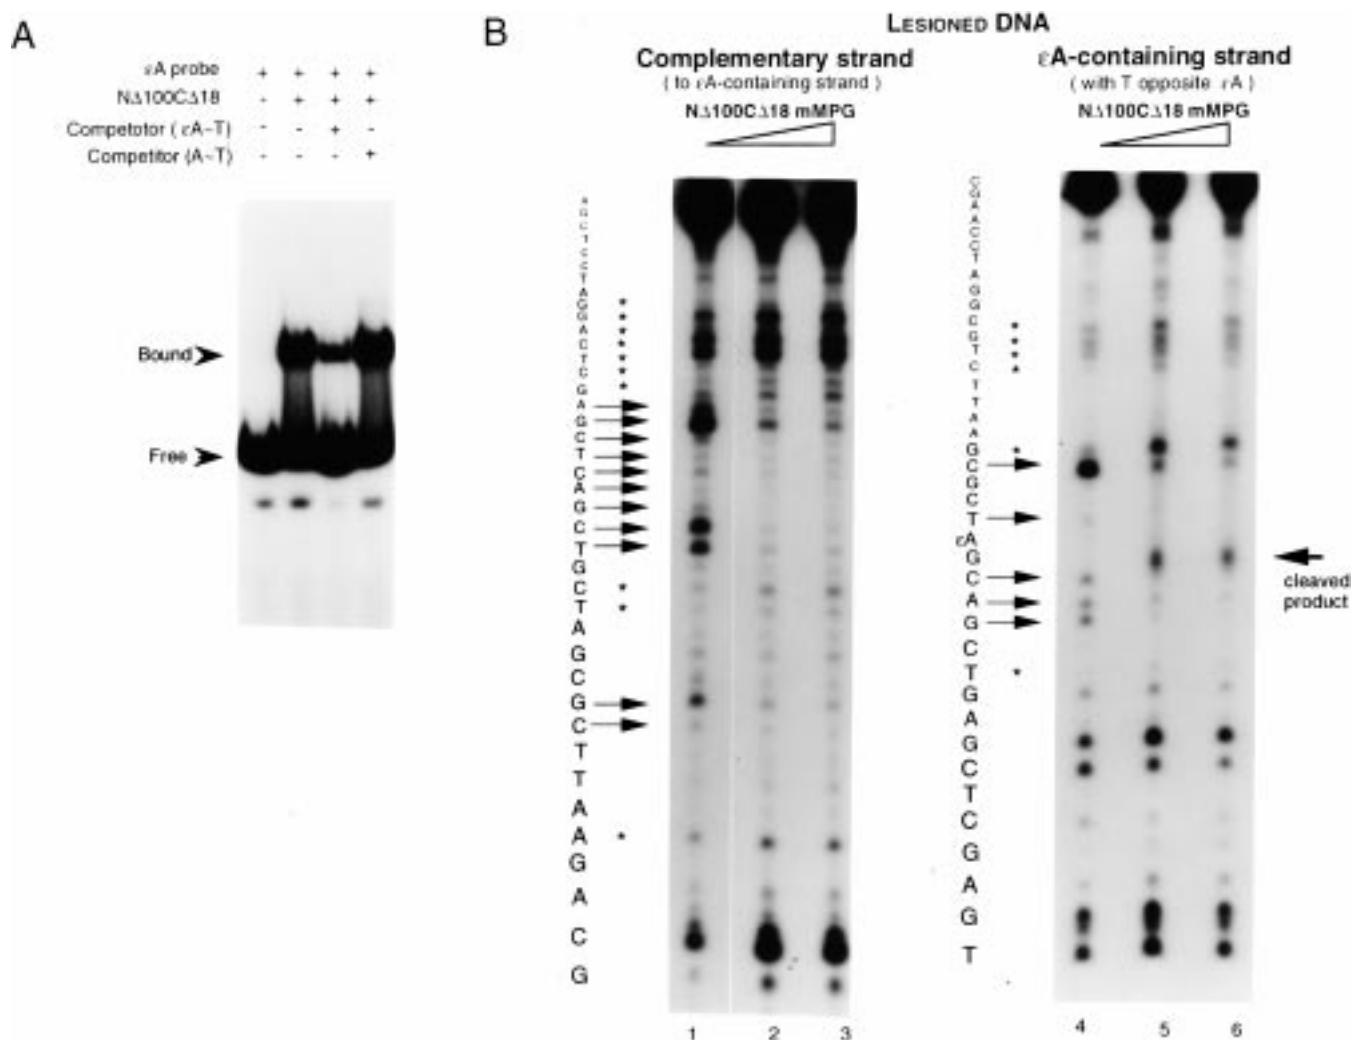 A
εA probe + + + +
NΔ100CΔ18 - + + +
Competotor ( εA-T) - - + -
Competitor (A-T) - - - +
Bound
Free
B
LESIONED DNA
Complementary strand
( to εA-containing strand )
NΔ100CΔ18 mMPG
A
G
C
T
C
C
T
A
G
G
A
C
T
C
G
A
G
C
T
C
A
G
C
T
G
C
T
A
G
C
G
C
T
T
A
A
G
A
C
G
* * * * * * *
* *
*
1 2 3
εA-containing strand
( with T opposite εA )
NΔ100CΔ18 mMPG
C
G
A
A
C
C
T
A
G
G
C
G
T
C
T
T
A
A
G
C
G
C
T
εA
G
C
A
G
C
T
G
A
G
C
T
C
G
A
G
T
* * * *
*
*
cleaved
product
4 5 6